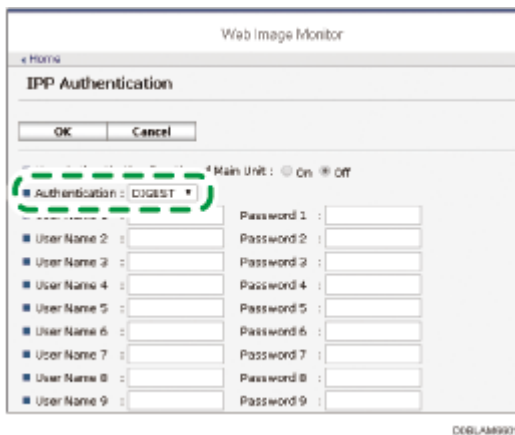 Web Image Monitor
Home
IPP Authentication
OK Cancel
Main Unit : On Off
Authentication : DIGEST
User Name 2 : Password 2 :
User Name 3 : Password 3 :
User Name 4 : Password 4 :
User Name 5 : Password 5 :
User Name 6 : Password 6 :
User Name 7 : Password 7 :
User Name 8 : Password 8 :
User Name 9 : Password 9 :
Password 1 :